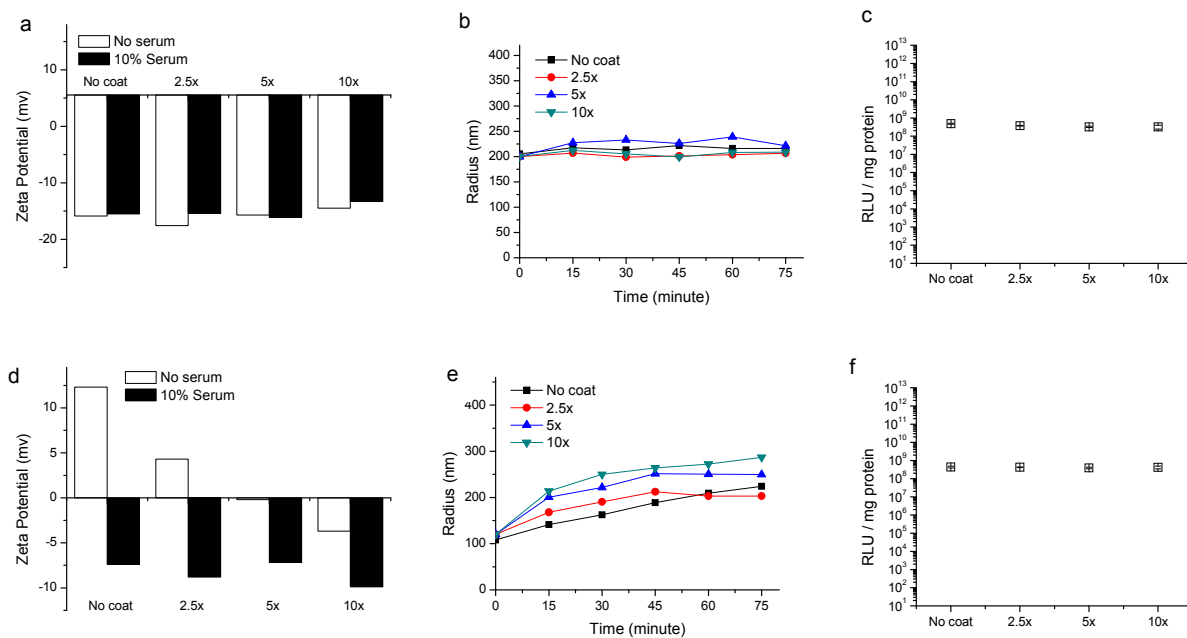 a
No serum
10% Serum
No coat 2.5x 5x 10x
15
10
5
0
-10
-20
Zeta Potential (mv)
b
No coat
2.5x
5x
10x
400
350
300
250
200
150
100
50
0
Radius (nm)
0 15 30 45 60 75
Time (minute)
c
10^13
10^12
10^11
10^10
10^9
10^8
10^7
10^6
10^5
10^4
10^3
10^2
10^1
RLU / mg protein
No coat 2.5x 5x 10x
d
No serum
10% Serum
10
5
0
-5
-10
Zeta Potential (mv)
No coat 2.5x 5x 10x
e
No coat
2.5x
5x
10x
400
300
200
100
0
Radius (nm)
0 15 30 45 60 75
Time (minute)
f
10^13
10^12
10^11
10^10
10^9
10^8
10^7
10^6
10^5
10^4
10^3
10^2
10^1
RLU / mg protein
No coat 2.5x 5x 10x